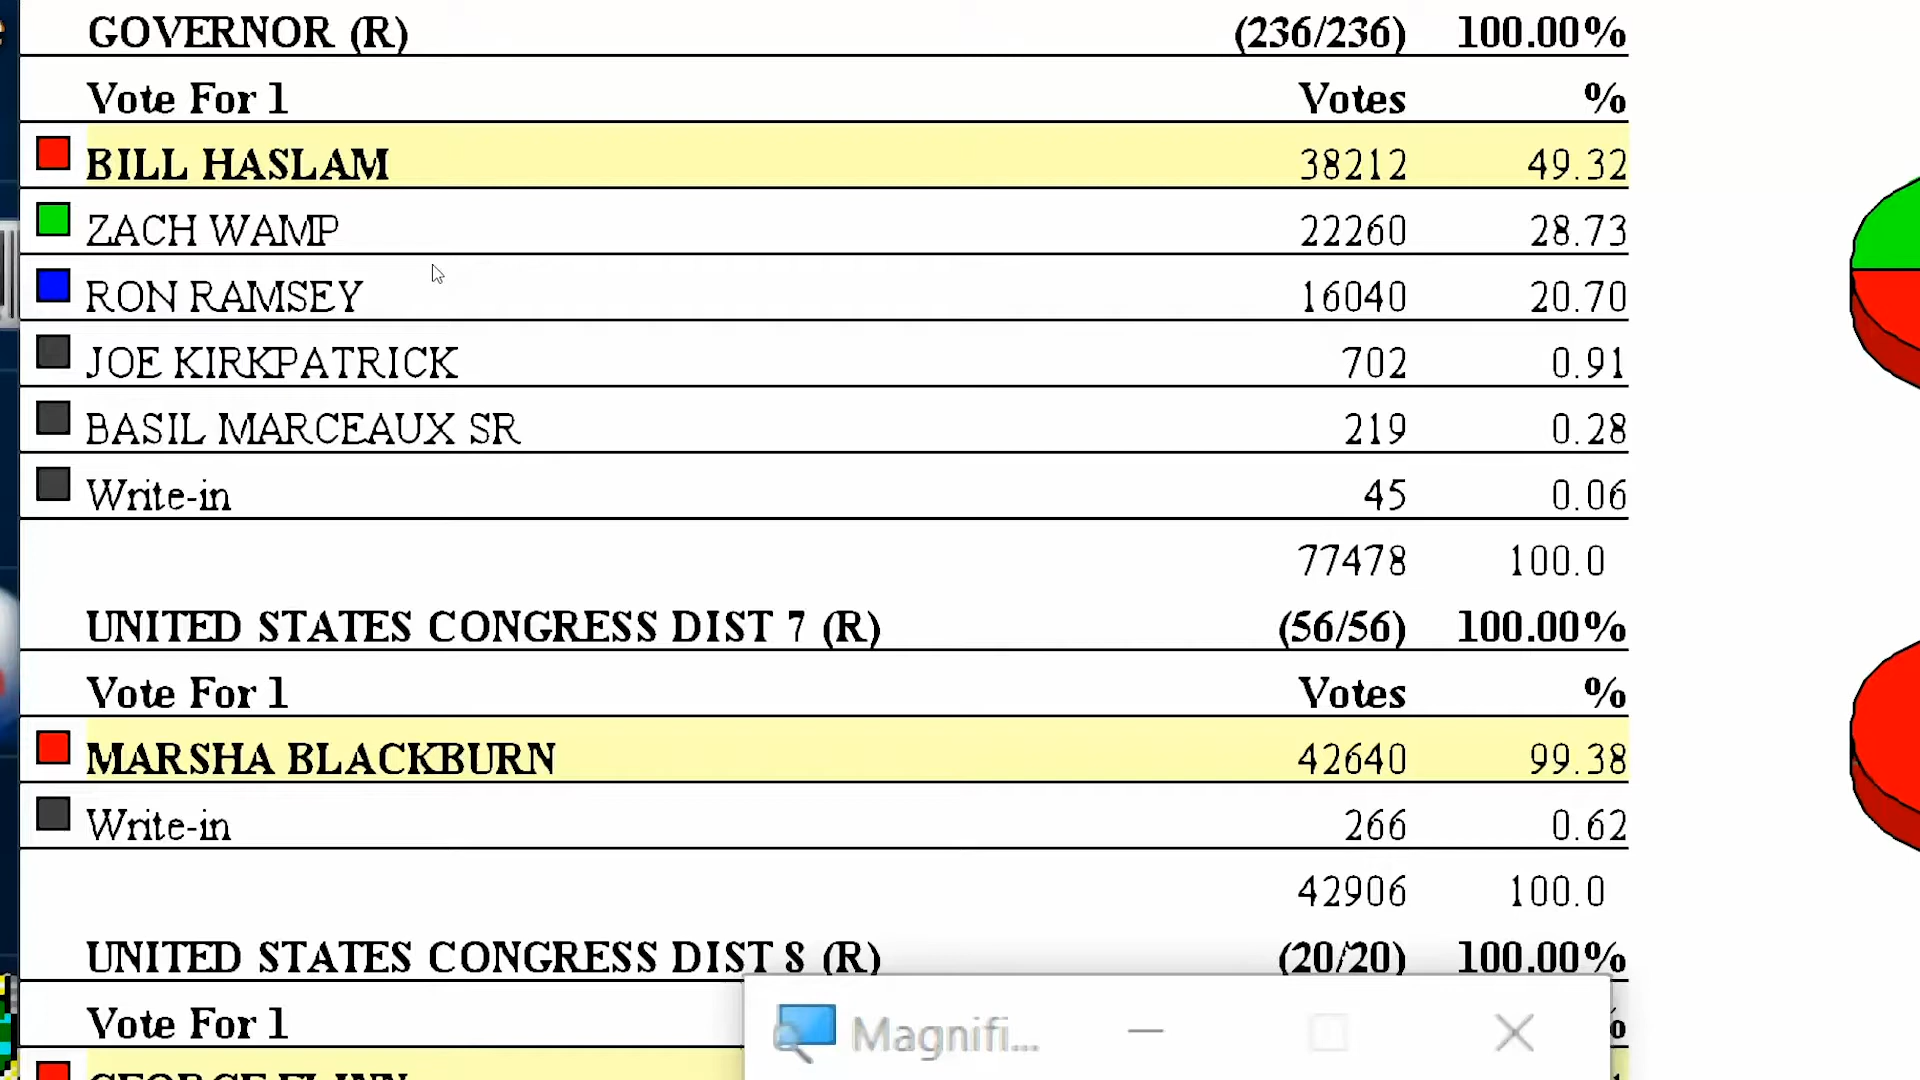 GOVERNOR (R) (236/236) 100.00%
Vote For 1 Votes %
BILL HASLAM 38212 49.32
ZACH WAMP 22260 28.73
RON RAMSEY 16040 20.70
JOE KIRKPATRICK 702 0.91
BASIL MARCEAUX SR 219 0.28
Write-in 45 0.06
77478 100.0
UNITED STATES CONGRESS DIST 7 (R) (56/56) 100.00%
Vote For 1 Votes %
MARSHA BLACKBURN 42640 99.38
Write-in 266 0.62
42906 100.0
UNITED STATES CONGRESS DIST 8 (R) (20/20) 100.00%
Vote For 1
Magnifi...
GEORGE FLINN